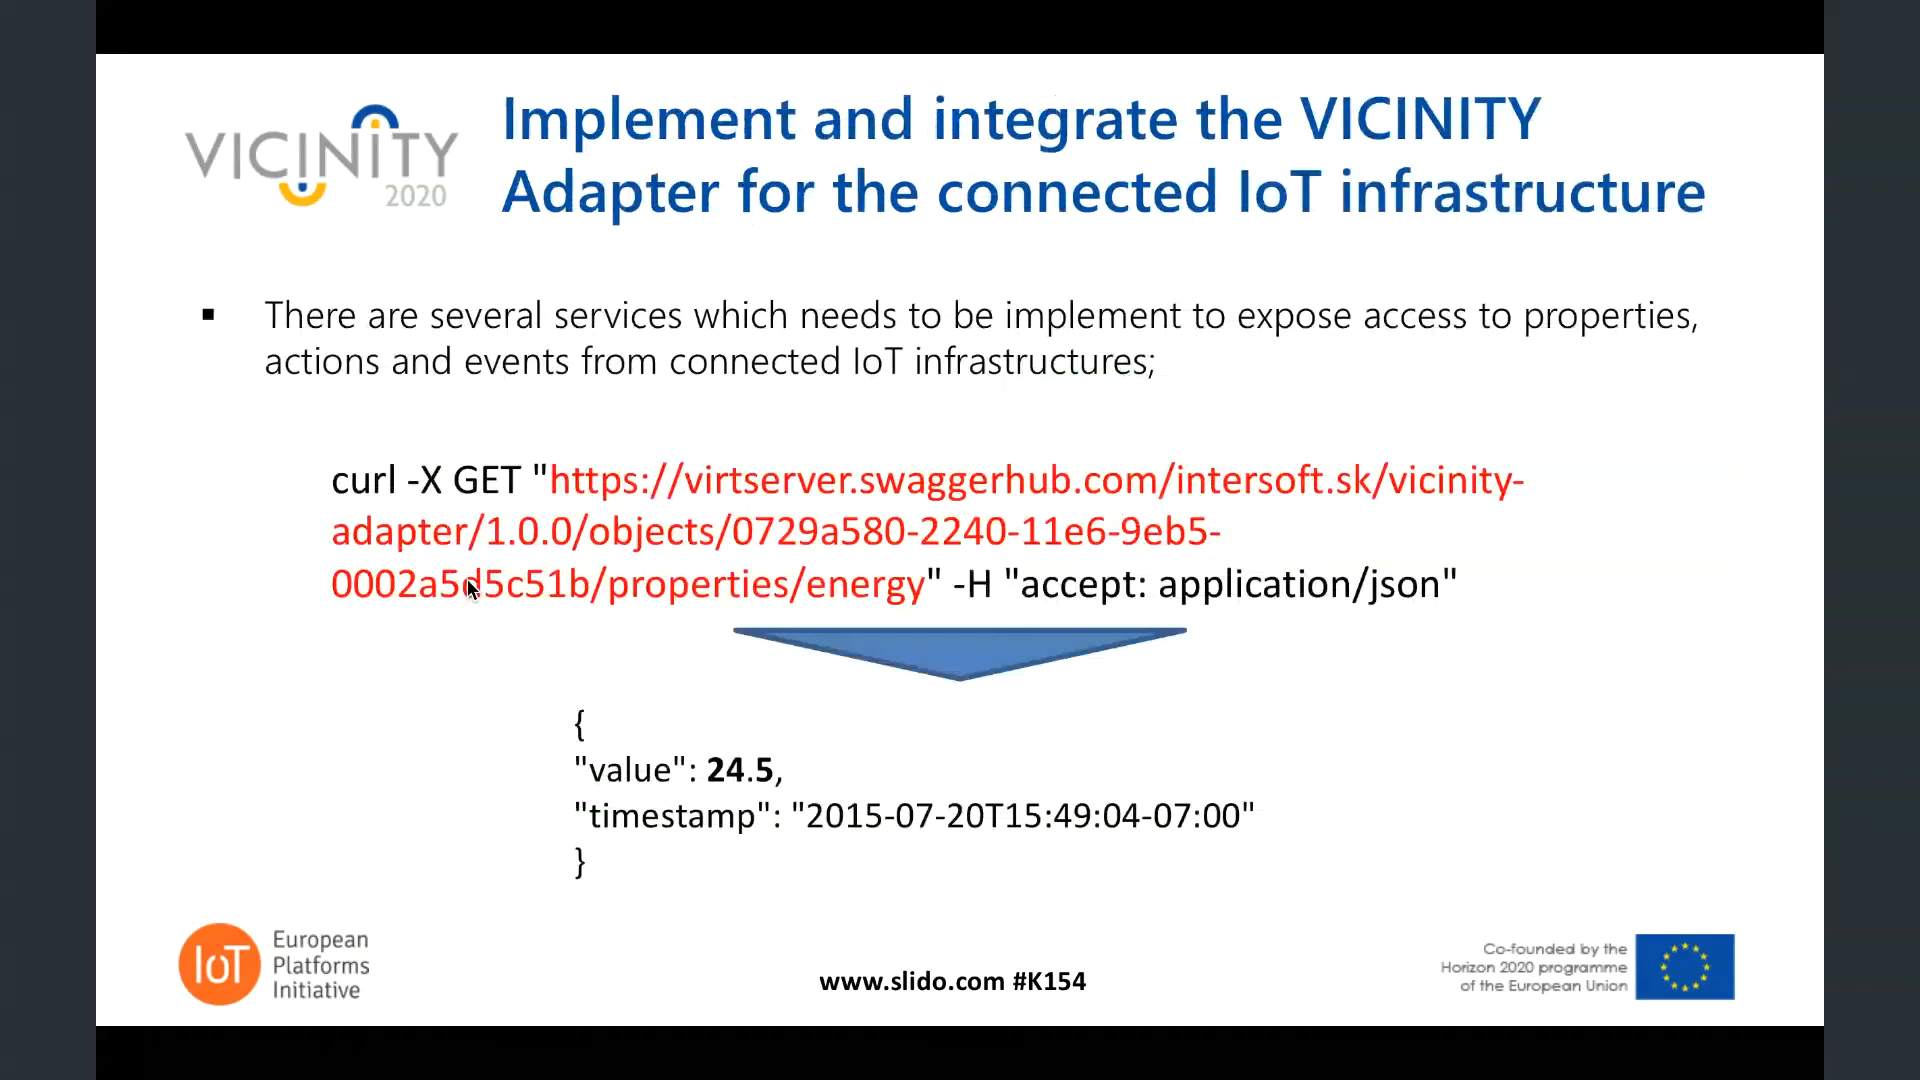 VICINITY
2020
Implement and integrate the VICINITY
Adapter for the connected IoT infrastructure
▪ There are several services which needs to be implement to expose access to properties,
actions and events from connected IoT infrastructures;
curl -X GET "https://virtserver.swaggerhub.com/intersoft.sk/vicinity-
adapter/1.0.0/objects/0729a580-2240-11e6-9eb5-
0002a5d5c51b/properties/energy" -H "accept: application/json"
{
"value": 24.5,
"timestamp": "2015-07-20T15:49:04-07:00"
}
IoT
European
Platforms
Initiative
www.slido.com #K154
Co-founded by the
Horizon 2020 programme
of the European Union